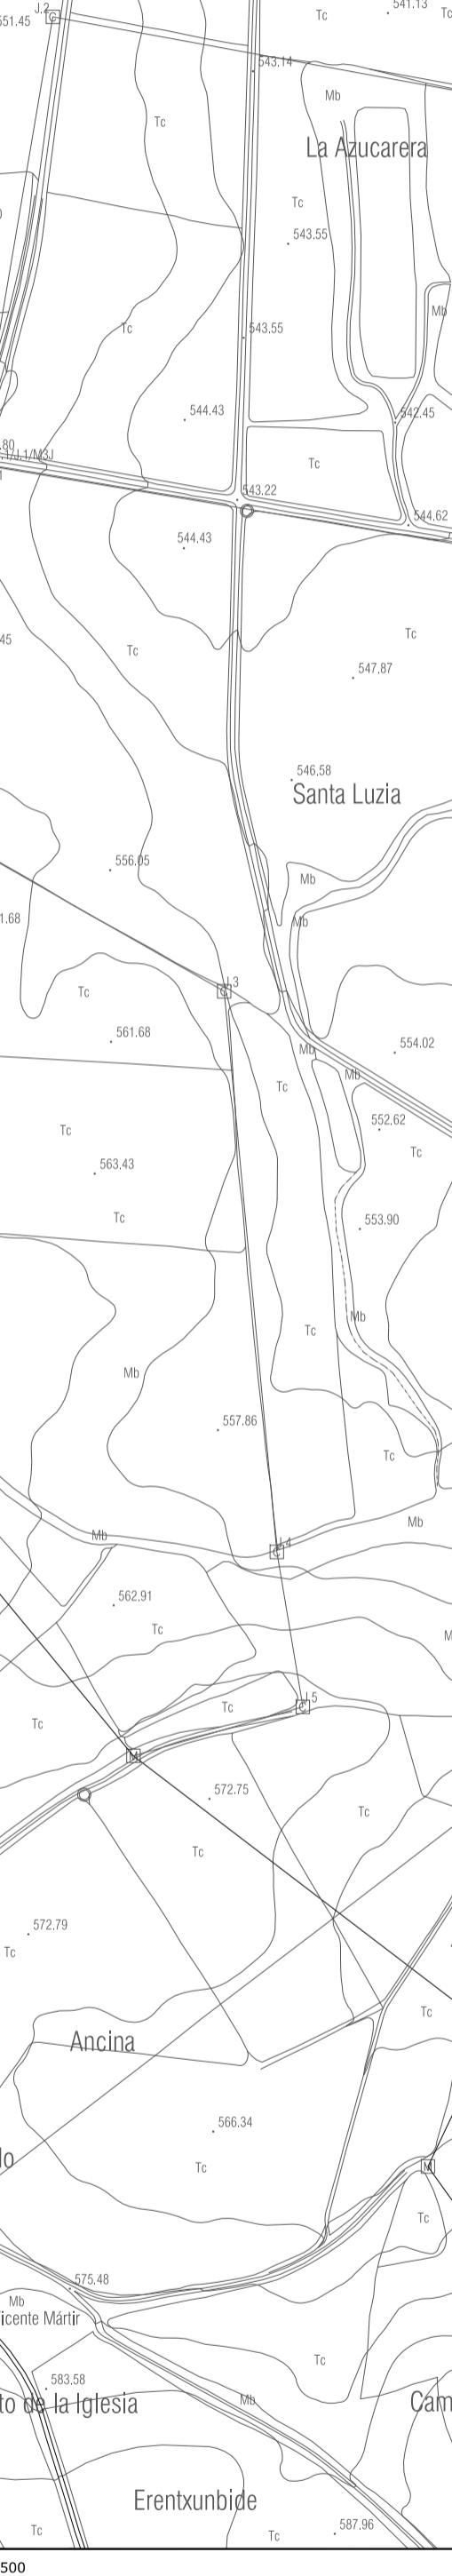 541.13
J.2
C
551.45
Tc
Tc
543.14
Mb
Tc
La Azucarera
Tc
543.55
Mb
Tc
543.55
544.43
542.45
.80
.1/J.1/M3J
Tc
543.22
544.62
544.43
Tc
45
Tc
547.87
546.58
Santa Luzia
556.05
Mb
1.68
Mb
J.3
C
Tc
561.68
554.02
Mb
Mb
Tc
552.62
Tc
Tc
563.43
Tc
553.90
Mb
Tc
Mb
557.86
Tc
Mb
Mb
J.4
C
562.91
Tc
M
J.5
C
Tc
Tc
M
572.75
Tc
Tc
572.79
Tc
Tc
Ancina
566.34
lo
Tc
M
Tc
575.48
Mb
icente Mártir
Tc
583.58
to de la Iglesia
Mb
Cam
Erentxunbide
587.96
Tc
Tc
500